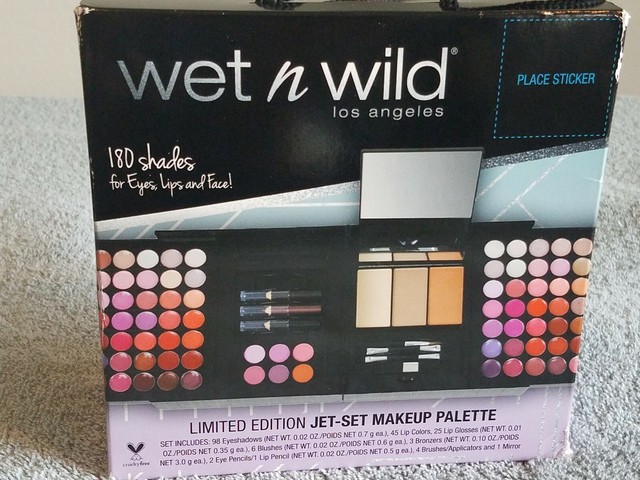 wet n wild®
los angeles
PLACE STICKER
180 shades
for Eyes, Lips and Face!
LIMITED EDITION JET-SET MAKEUP PALETTE
SET INCLUDES: 98 Eyeshadows (NET WT. 0.02 OZ./POIDS NET 0.7 g ea.), 45 Lip Colors, 25 Lip Glosses (NET WT. 0.01
OZ./POIDS NET 0.35 g ea.), 6 Blushes (NET WT. 0.02 OZ./POIDS NET 0.6 g ea.), 3 Bronzers (NET WT. 0.10 OZ./POIDS
NET 3.0 g ea.), 2 Eye Pencils/1 Lip Pencil (NET WT. 0.02 OZ./POIDS NET 0.5 g ea.), 4 Brushes/Applicators and 1 Mirror
crueltyfree